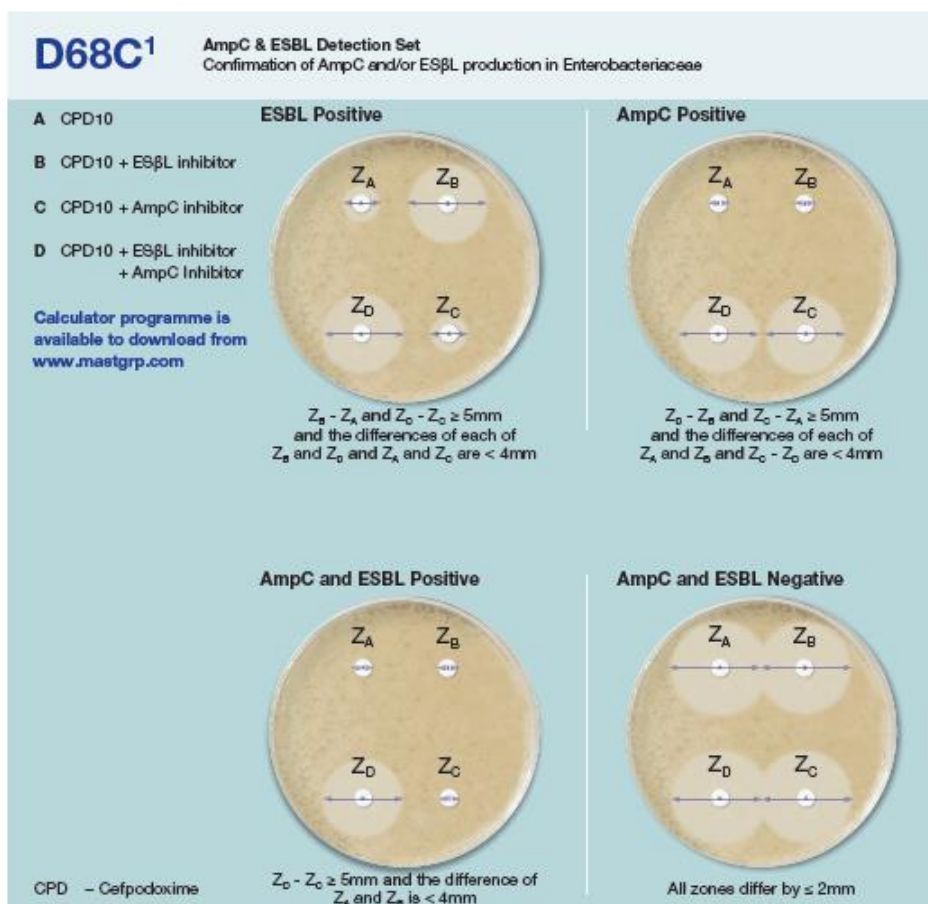 D68C¹
AmpC & ESBL Detection Set
Confirmation of AmpC and/or ESβL production in Enterobacteriaceae
A CPD10
B CPD10 + ESβL inhibitor
C CPD10 + AmpC inhibitor
D CPD10 + ESβL inhibitor
+ AmpC Inhibitor
Calculator programme is
available to download from
www.mastgrp.com
ESBL Positive
Z_A Z_B
Z_D Z_C
Z_B - Z_A and Z_D - Z_C ≥ 5mm
and the differences of each of
Z_B and Z_D and Z_A and Z_C are < 4mm
AmpC Positive
Z_A Z_B
Z_D Z_C
Z_D - Z_B and Z_C - Z_A ≥ 5mm
and the differences of each of
Z_A and Z_B and Z_C - Z_D are < 4mm
AmpC and ESBL Positive
Z_A Z_B
Z_D Z_C
Z_D - Z_C ≥ 5mm and the difference of
Z_A and Z_B is < 4mm
AmpC and ESBL Negative
Z_A Z_B
Z_D Z_C
All zones differ by ≤ 2mm
CPD – Cefpodoxime